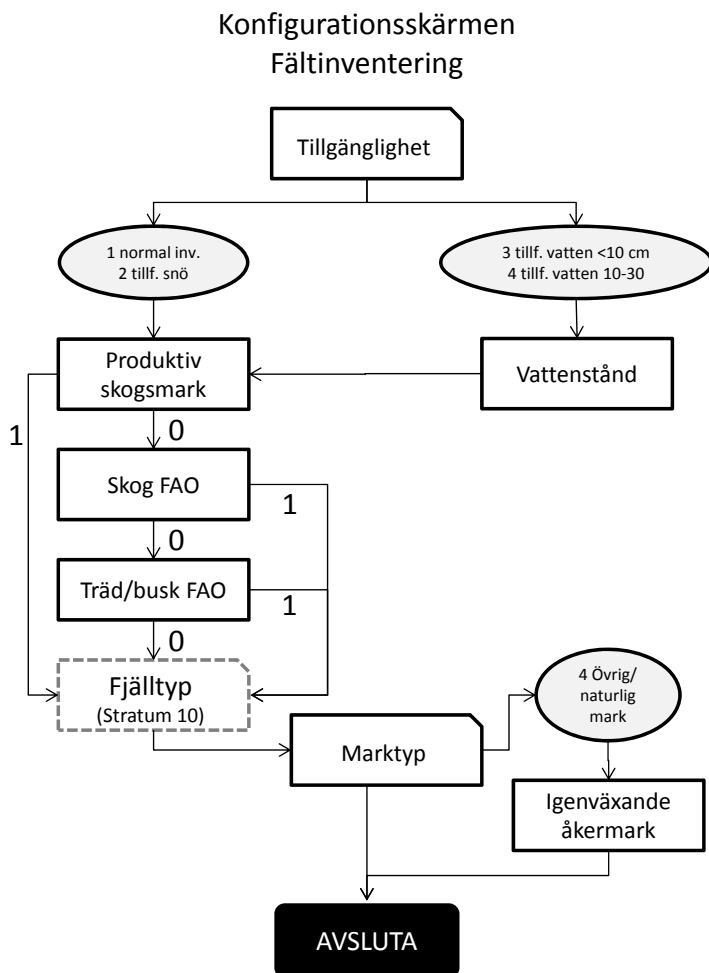 Konfigurationsskärmen
Fältinventering
Tillgänglighet
1 normal inv.
2 tillf. snö
3 tillf. vatten <10 cm
4 tillf. vatten 10-30
Produktiv
skogsmark
Vattenstånd
1
0
Skog FAO
1
0
Träd/busk FAO
1
0
Fjälltyp
(Stratum 10)
4 Övrig/
naturlig
mark
Marktyp
Igenväxande
åkermark
AVSLUTA